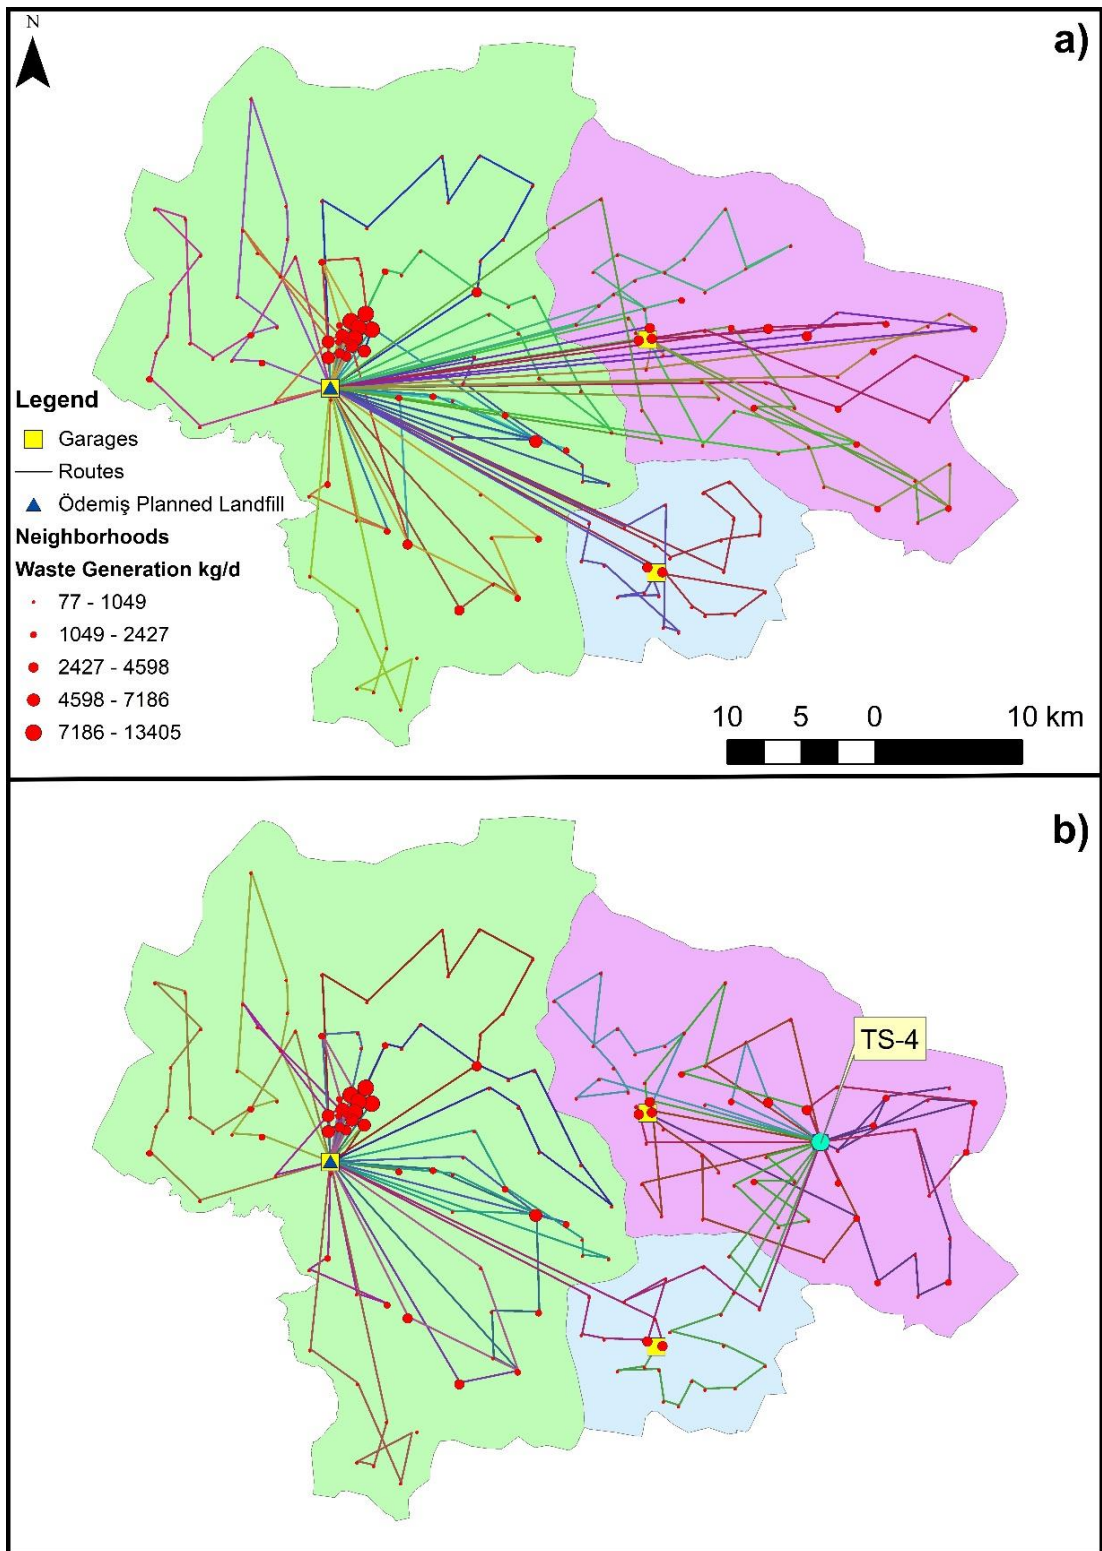 N
a)
Legend
Garages
Routes
Ödemiş Planned Landfill
Neighborhoods
Waste Generation kg/d
77 - 1049
1049 - 2427
2427 - 4598
4598 - 7186
7186 - 13405
10 5 0 10 km
b)
TS-4